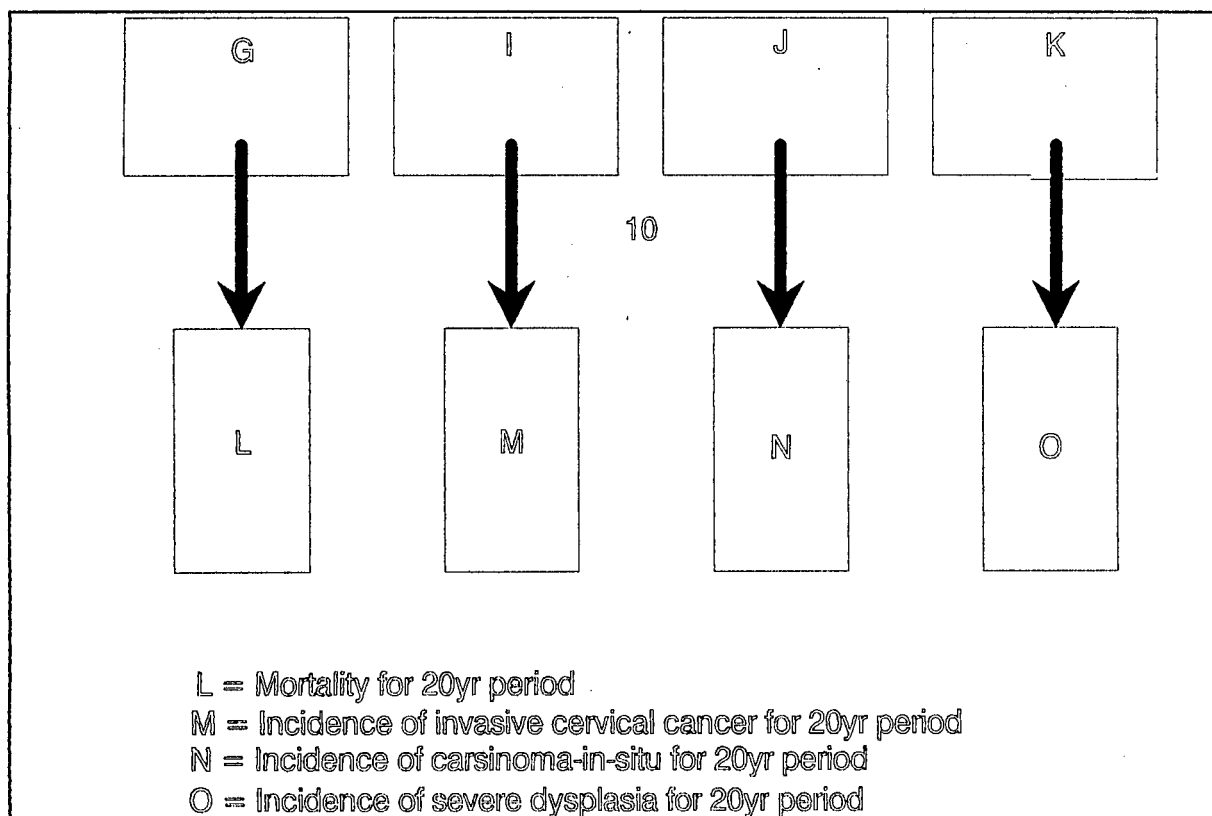 G I J K
10
L M N O
L = Mortality for 20yr period
M = Incidence of invasive cervical cancer for 20yr period
N = Incidence of carsinoma-in-situ for 20yr period
O = Incidence of severe dysplasia for 20yr period